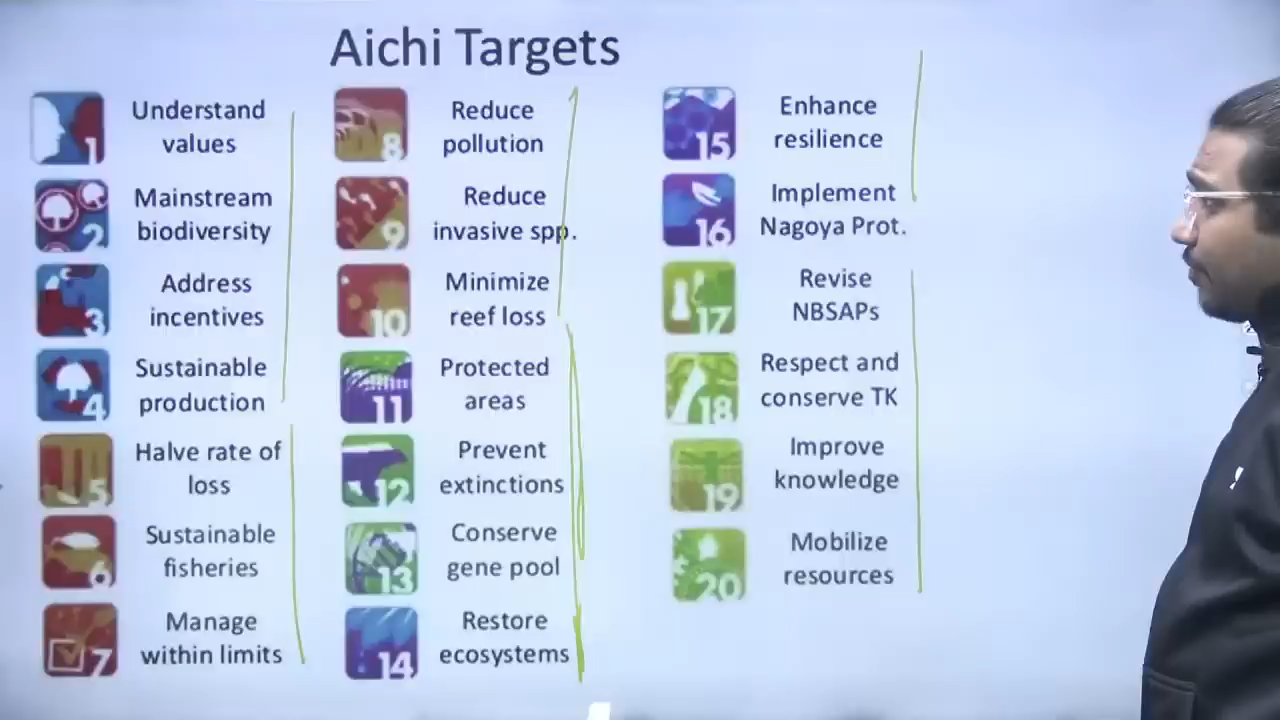 Aichi Targets
1
Understand
values
2
Mainstream
biodiversity
3
Address
incentives
4
Sustainable
production
5
Halve rate of
loss
6
Sustainable
fisheries
7
Manage
within limits
8
Reduce
pollution
9
Reduce
invasive spp.
10
Minimize
reef loss
11
Protected
areas
12
Prevent
extinctions
13
Conserve
gene pool
14
Restore
ecosystems
15
Enhance
resilience
16
Implement
Nagoya Prot.
17
Revise
NBSAPs
18
Respect and
conserve TK
19
Improve
knowledge
20
Mobilize
resources